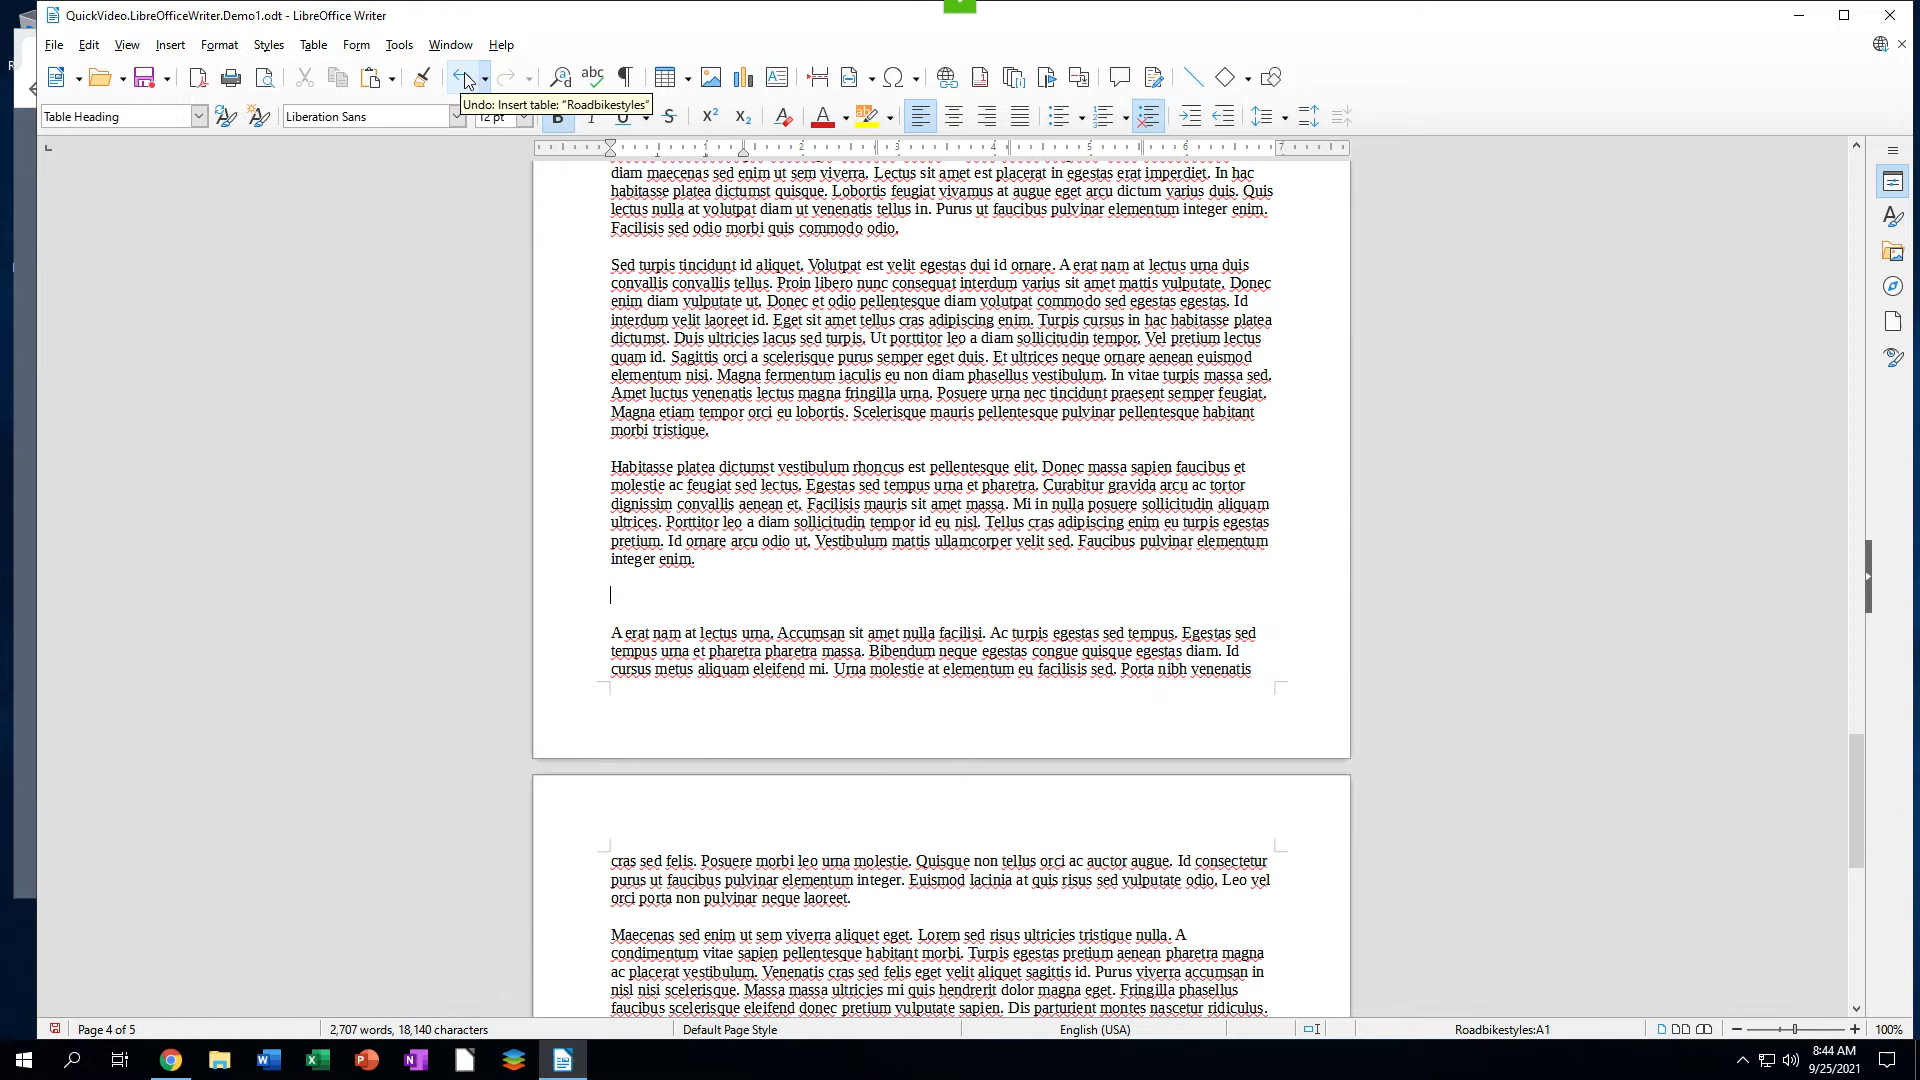 QuickVideo.LibreOfficeWriter.Demo1.odt - LibreOffice Writer
File Edit View Insert Format Styles Table Form Tools Window Help
Undo: Insert table: "Roadbikestyles"
Table Heading
Liberation Sans
12 pt
1 2 3 4 5 6 7
diam maecenas sed enim ut sem viverra. Lectus sit amet est placerat in egestas erat imperdiet. In hac
habitasse platea dictumst quisque. Lobortis feugiat vivamus at augue eget arcu dictum varius duis. Quis
lectus nulla at volutpat diam ut venenatis tellus in. Purus ut faucibus pulvinar elementum integer enim.
Facilisis sed odio morbi quis commodo odio.
Sed turpis tincidunt id aliquet. Volutpat est velit egestas dui id ornare. A erat nam at lectus urna duis
convallis convallis tellus. Proin libero nunc consequat interdum varius sit amet mattis vulputate. Donec
enim diam vulputate ut. Donec et odio pellentesque diam volutpat commodo sed egestas egestas. Id
interdum velit laoreet id. Eget sit amet tellus cras adipiscing enim. Turpis cursus in hac habitasse platea
dictumst. Duis ultricies lacus sed turpis. Ut porttitor leo a diam sollicitudin tempor. Vel pretium lectus
quam id. Sagittis orci a scelerisque purus semper eget duis. Et ultrices neque ornare aenean euismod
elementum nisi. Magna fermentum iaculis eu non diam phasellus vestibulum. In vitae turpis massa sed.
Amet luctus venenatis lectus magna fringilla urna. Posuere urna nec tincidunt praesent semper feugiat.
Magna etiam tempor orci eu lobortis. Scelerisque mauris pellentesque pulvinar pellentesque habitant
morbi tristique.
Habitasse platea dictumst vestibulum rhoncus est pellentesque elit. Donec massa sapien faucibus et
molestie ac feugiat sed lectus. Egestas sed tempus urna et pharetra. Curabitur gravida arcu ac tortor
dignissim convallis aenean et. Facilisis mauris sit amet massa. Mi in nulla posuere sollicitudin aliquam
ultrices. Porttitor leo a diam sollicitudin tempor id eu nisl. Tellus cras adipiscing enim eu turpis egestas
pretium. Id ornare arcu odio ut. Vestibulum mattis ullamcorper velit sed. Faucibus pulvinar elementum
integer enim.
A erat nam at lectus urna. Accumsan sit amet nulla facilisi. Ac turpis egestas sed tempus. Egestas sed
tempus urna et pharetra pharetra massa. Bibendum neque egestas congue quisque egestas diam. Id
cursus metus aliquam eleifend mi. Urna molestie at elementum eu facilisis sed. Porta nibh venenatis
cras sed felis. Posuere morbi leo urna molestie. Quisque non tellus orci ac auctor augue. Id consectetur
purus ut faucibus pulvinar elementum integer. Euismod lacinia at quis risus sed vulputate odio. Leo vel
orci porta non pulvinar neque laoreet.
Maecenas sed enim ut sem viverra aliquet eget. Lorem sed risus ultricies tristique nulla. A
condimentum vitae sapien pellentesque habitant morbi. Turpis egestas pretium aenean pharetra magna
ac placerat vestibulum. Venenatis cras sed felis eget velit aliquet sagittis id. Purus viverra accumsan in
nisl nisi scelerisque. Massa massa ultricies mi quis hendrerit dolor magna eget. Fringilla phasellus
faucibus scelerisque eleifend donec pretium vulputate sapien. Dis parturient montes nascetur ridiculus.
Page 4 of 5 2,707 words, 18,140 characters Default Page Style English (USA) Roadbikestyles:A1 100%
8:44 AM
9/25/2021